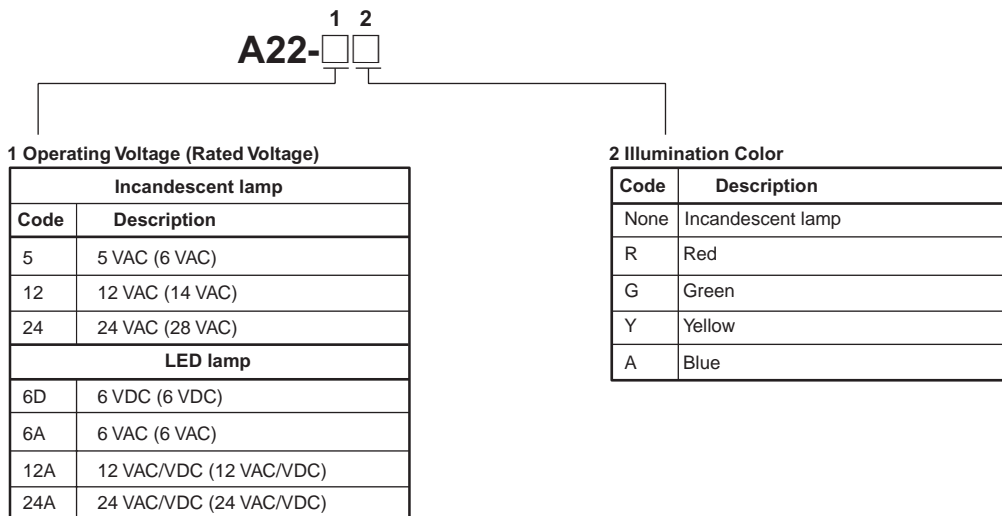 1 2
A22-□□
1 Operating Voltage (Rated Voltage)
Incandescent lamp
Code Description
5 5 VAC (6 VAC)
12 12 VAC (14 VAC)
24 24 VAC (28 VAC)
LED lamp
6D 6 VDC (6 VDC)
6A 6 VAC (6 VAC)
12A 12 VAC/VDC (12 VAC/VDC)
24A 24 VAC/VDC (24 VAC/VDC)
2 Illumination Color
Code Description
None Incandescent lamp
R Red
G Green
Y Yellow
A Blue